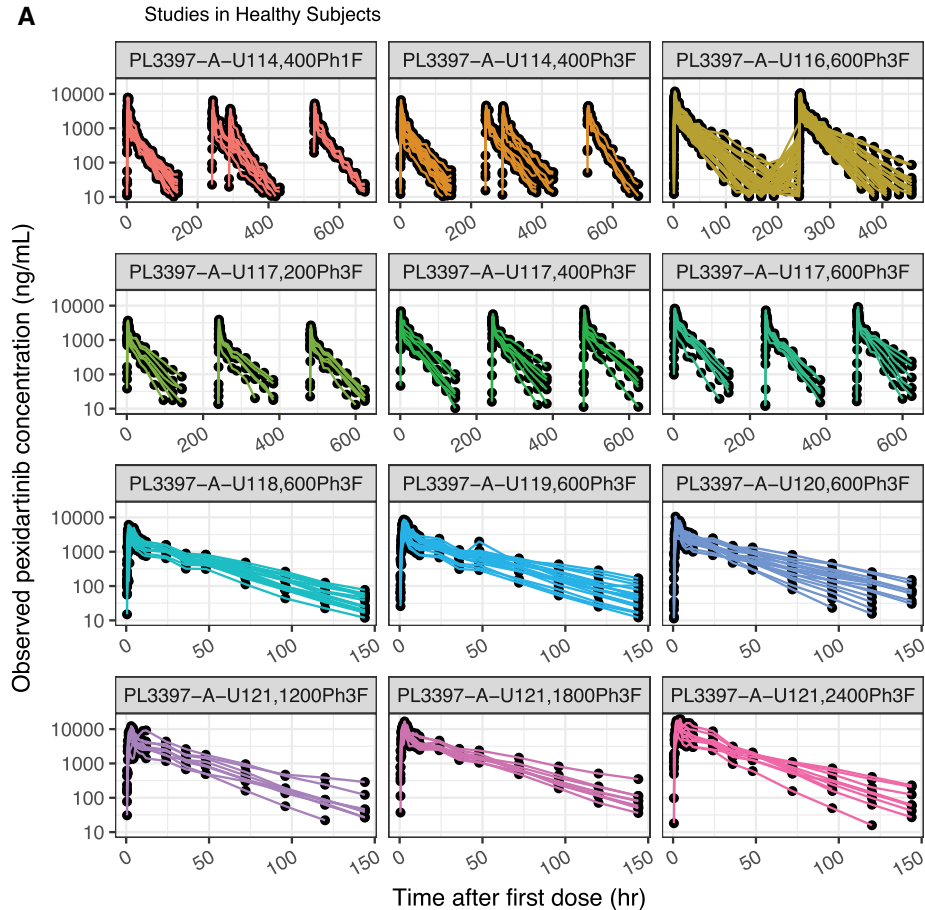 A
Studies in Healthy Subjects
Observed pexidartinib concentration (ng/mL)
PL3397−A−U114,400Ph1F PL3397−A−U114,400Ph3F PL3397−A−U116,600Ph3F
10000
1000
100
10
0 200 400 600 0 200 400 600 0 100 200 300 400
PL3397−A−U117,200Ph3F PL3397−A−U117,400Ph3F PL3397−A−U117,600Ph3F
10000
1000
100
10
0 200 400 600 0 200 400 600 0 200 400 600
PL3397−A−U118,600Ph3F PL3397−A−U119,600Ph3F PL3397−A−U120,600Ph3F
10000
1000
100
10
0 50 100 150 0 50 100 150 0 50 100 150
PL3397−A−U121,1200Ph3F PL3397−A−U121,1800Ph3F PL3397−A−U121,2400Ph3F
10000
1000
100
10
0 50 100 150 0 50 100 150 0 50 100 150
Time after first dose (hr)